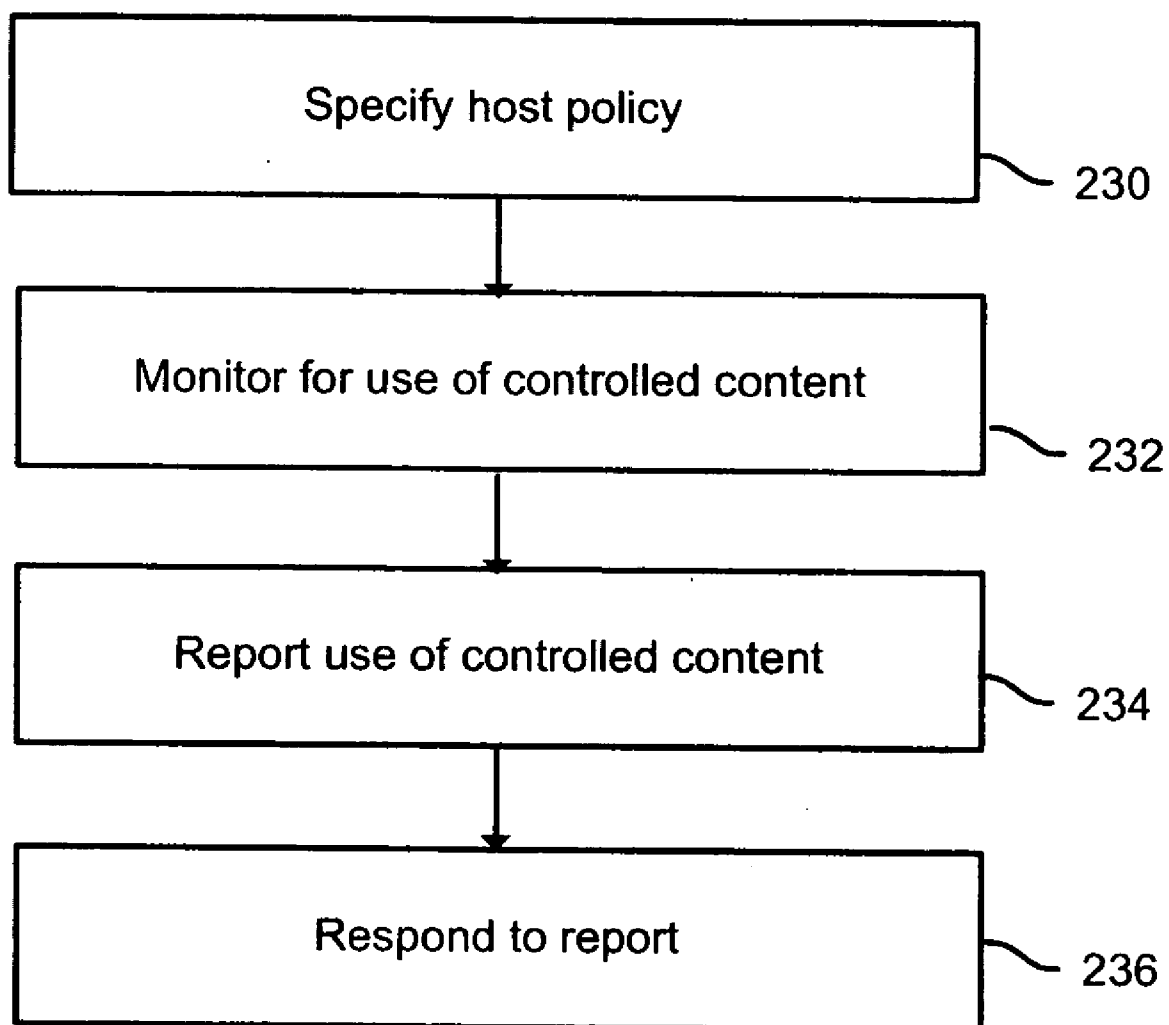 Specify host policy
230
Monitor for use of controlled content
232
Report use of controlled content
234
Respond to report
236